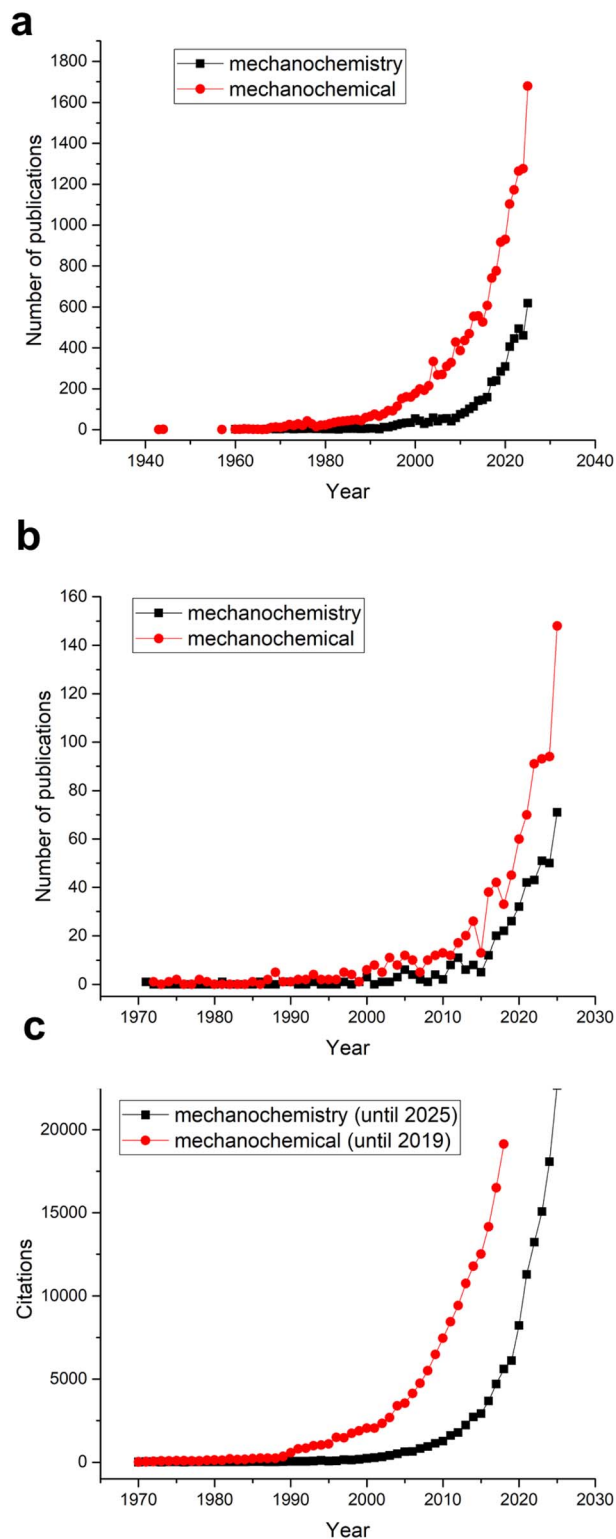 a
1800
1600
1400
1200
1000
800
600
400
200
0
Number of publications
mechanochemistry
mechanochemical
1940 1960 1980 2000 2020 2040
Year
b
160
140
120
100
80
60
40
20
0
Number of publications
mechanochemistry
mechanochemical
1970 1980 1990 2000 2010 2020 2030
Year
c
20000
15000
10000
5000
0
Citations
mechanochemistry (until 2025)
mechanochemical (until 2019)
1970 1980 1990 2000 2010 2020 2030
Year